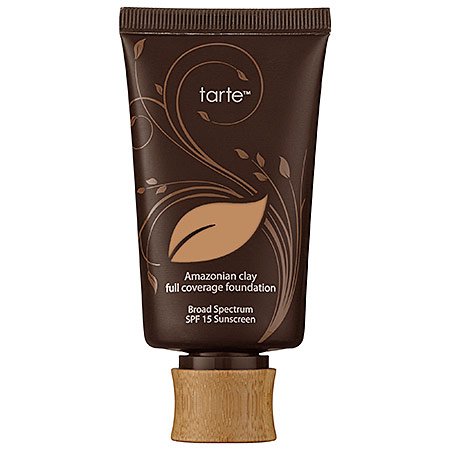 tarte™
Amazonian clay
full coverage foundation
Broad Spectrum
SPF 15 Sunscreen